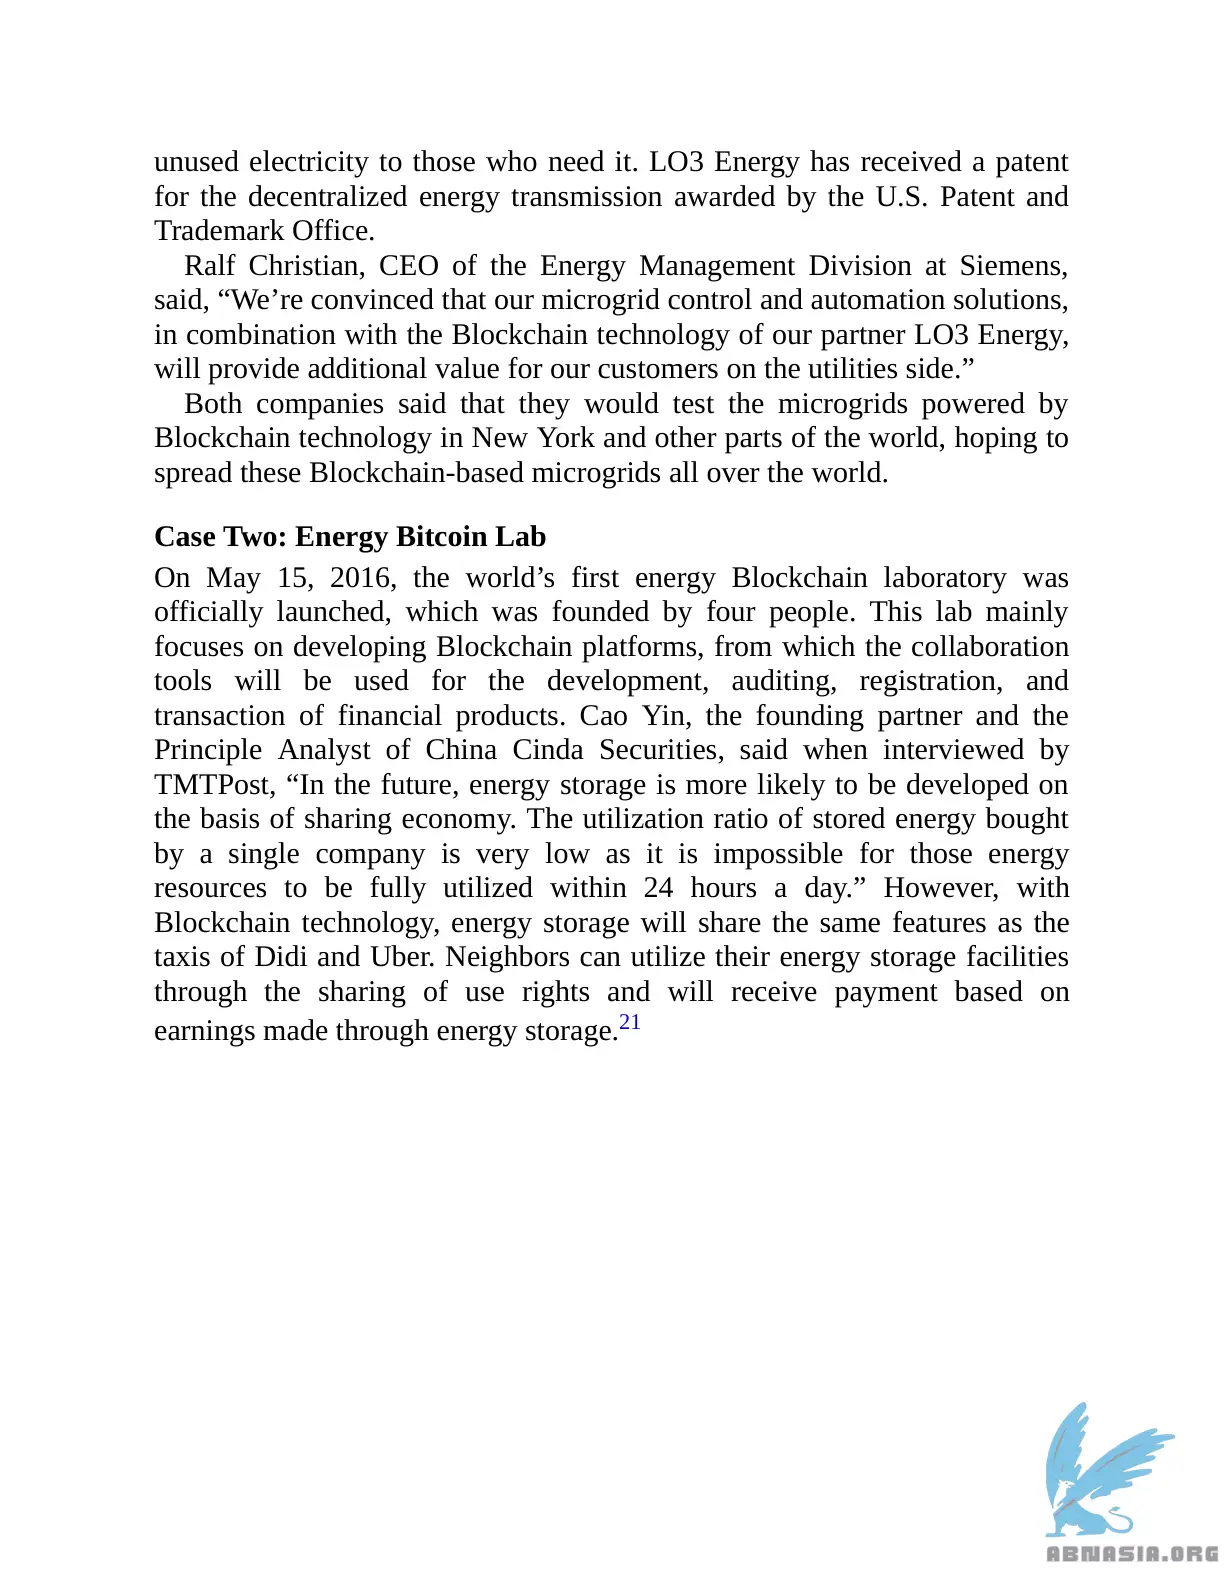 unused electricity to those who need it. LO3 Energy has received a patent
for the decentralized energy transmission awarded by the U.S. Patent and
Trademark Office.
Ralf Christian, CEO of the Energy Management Division at Siemens,
said, “We’re convinced that our microgrid control and automation solutions,
in combination with the Blockchain technology of our partner LO3 Energy,
will provide additional value for our customers on the utilities side.”
Both companies said that they would test the microgrids powered by
Blockchain technology in New York and other parts of the world, hoping to
spread these Blockchain-based microgrids all over the world.
Case Two: Energy Bitcoin Lab
On May 15, 2016, the world’s first energy Blockchain laboratory was
officially launched, which was founded by four people. This lab mainly
focuses on developing Blockchain platforms, from which the collaboration
tools will be used for the development, auditing, registration, and
transaction of financial products. Cao Yin, the founding partner and the
Principle Analyst of China Cinda Securities, said when interviewed by
TMTPost, “In the future, energy storage is more likely to be developed on
the basis of sharing economy. The utilization ratio of stored energy bought
by a single company is very low as it is impossible for those energy
resources to be fully utilized within 24 hours a day.” However, with
Blockchain technology, energy storage will share the same features as the
taxis of Didi and Uber. Neighbors can utilize their energy storage facilities
through the sharing of use rights and will receive payment based on
earnings made through energy storage.21
ABNASIA.ORG